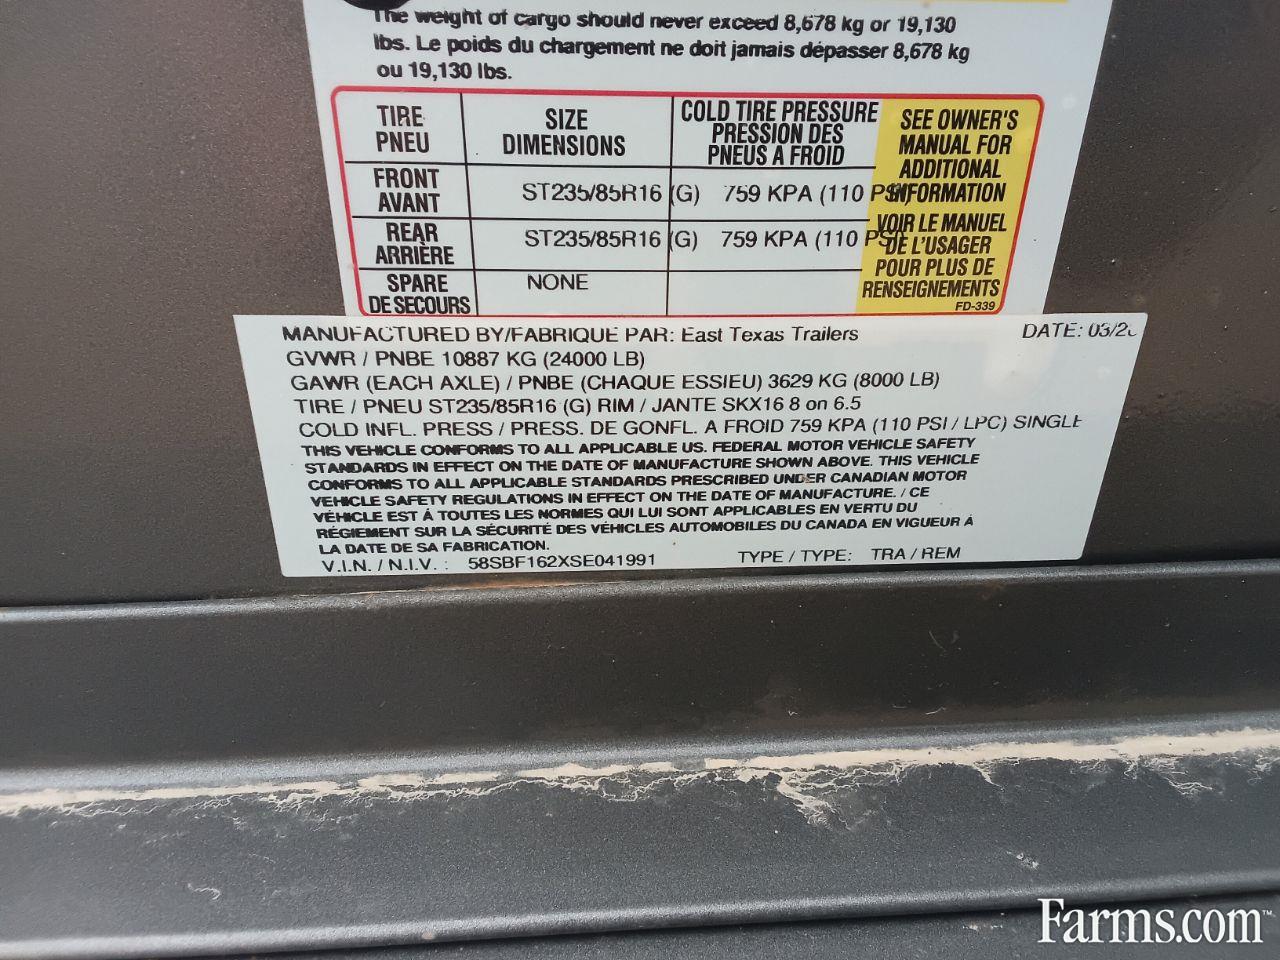 The weight of cargo should never exceed 8,678 kg or 19,130
lbs. Le poids du chargement ne doit jamais dépasser 8,678 kg
ou 19,130 lbs.
TIRE
PNEU
SIZE
DIMENSIONS
COLD TIRE PRESSURE
PRESSION DES
PNEUS A FROID
SEE OWNER'S
MANUAL FOR
ADDITIONAL
INFORMATION
VOIR LE MANUEL
DE L'USAGER
POUR PLUS DE
RENSEIGNEMENTS
FRONT
AVANT
ST235/85R16 (G) 759 KPA (110 PSI)
REAR
ARRIÈRE
ST235/85R16 (G) 759 KPA (110 PSI)
SPARE
DE SECOURS
NONE
FD-339
MANUFACTURED BY/FABRIQUE PAR: East Texas Trailers DATE: 03/2
GVWR / PNBE 10887 KG (24000 LB)
GAWR (EACH AXLE) / PNBE (CHAQUE ESSIEU) 3629 KG (8000 LB)
TIRE / PNEU ST235/85R16 (G) RIM / JANTE SKX16 8 on 6.5
COLD INFL. PRESS / PRESS. DE GONFL. A FROID 759 KPA (110 PSI / LPC) SINGLE
THIS VEHICLE CONFORMS TO ALL APPLICABLE US. FEDERAL MOTOR VEHICLE SAFETY
STANDARDS IN EFFECT ON THE DATE OF MANUFACTURE SHOWN ABOVE. THIS VEHICLE
CONFORMS TO ALL APPLICABLE STANDARDS PRESCRIBED UNDER CANADIAN MOTOR
VEHICLE SAFETY REGULATIONS IN EFFECT ON THE DATE OF MANUFACTURE. / CE
VÉHICLE EST Á TOUTES LES NORMES QUI LUI SONT APPLICABLES EN VERTU DU
RÉGIEMENT SUR LA SÉCURITÉ DES VÉHICLES AUTOMOBILES DU CANADA EN VIGUEUR Á
LA DATE DE SA FABRICATION.
V.I.N. / N.I.V. : 58SBF162XSE041991 TYPE / TYPE: TRA / REM
Farms.com™